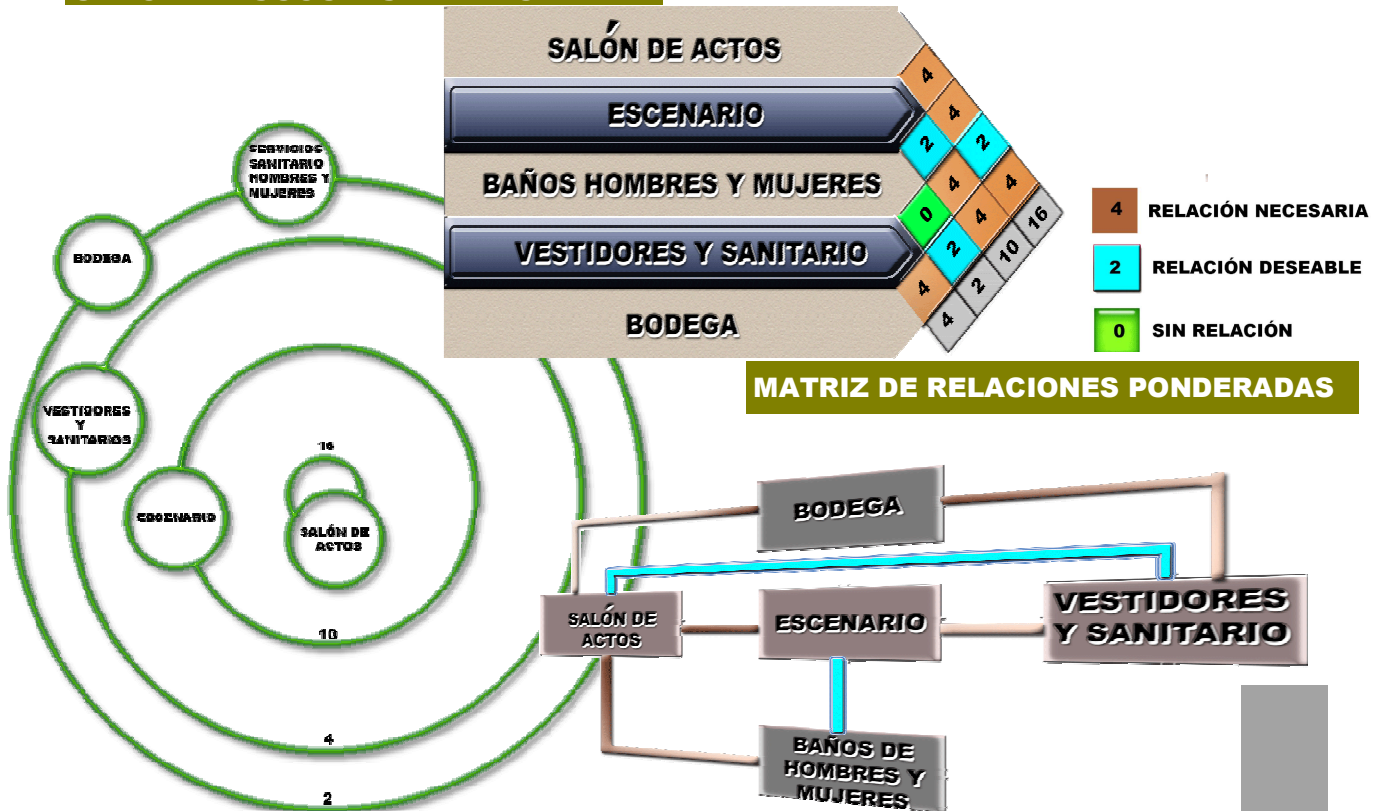 SALÓN DE ACTOS
ESCENARIO
BAÑOS HOMBRES Y MUJERES
VESTIDORES Y SANITARIO
BODEGA
4
4
2
4
2
4
4
0
4
2
4
16
10
2
4
4 RELACIÓN NECESARIA
2 RELACIÓN DESEABLE
0 SIN RELACIÓN
MATRIZ DE RELACIONES PONDERADAS
SERVICIOS
SANITARIO
HOMBRES Y
MUJERES
BODEGA
VESTIDORES
Y
SANITARIOS
ESCENARIO
16
SALÓN DE
ACTOS
10
4
2
BODEGA
SALÓN DE
ACTOS
ESCENARIO
VESTIDORES
Y SANITARIO
BAÑOS DE
HOMBRES Y
MUJERES